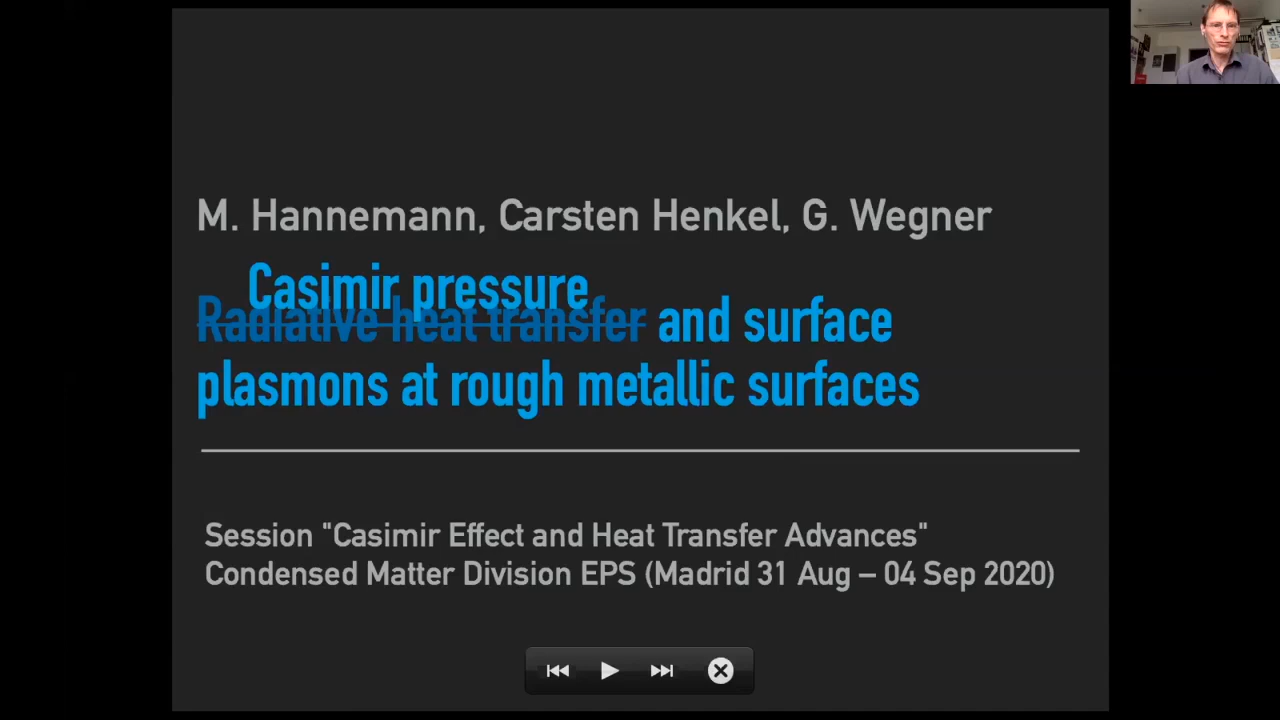 M. Hannemann, Carsten Henkel, G. Wegner
Casimir pressure
Radiative heat transfer and surface
plasmons at rough metallic surfaces
Session "Casimir Effect and Heat Transfer Advances"
Condensed Matter Division EPS (Madrid 31 Aug – 04 Sep 2020)